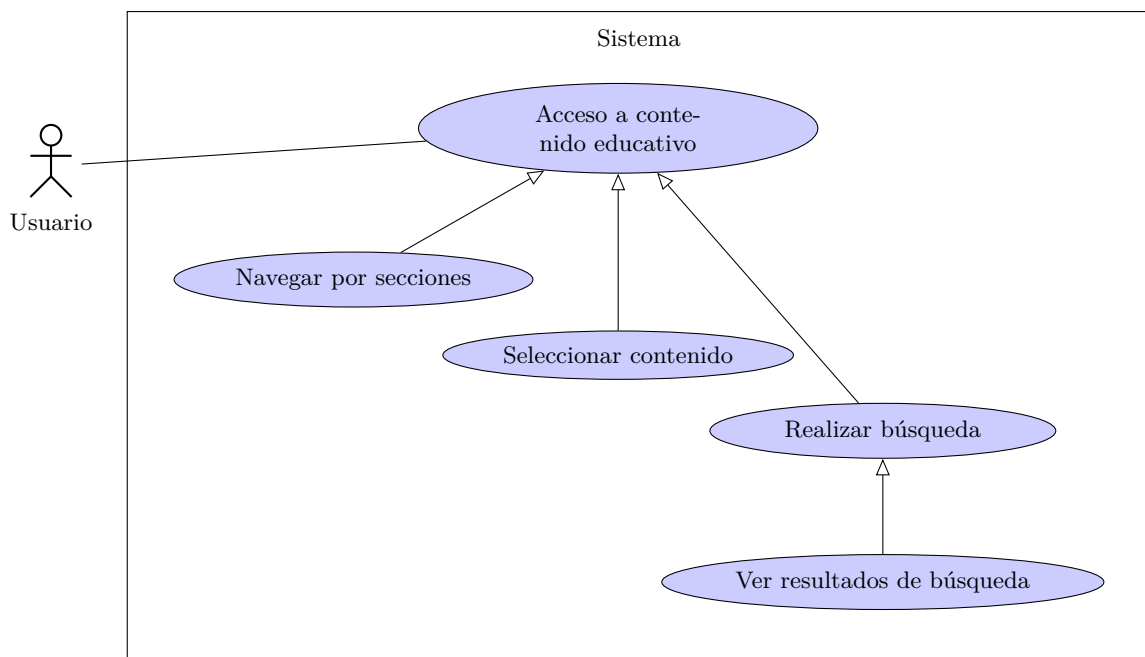 Sistema
Acceso a conte-
nido educativo
Usuario
Navegar por secciones
Seleccionar contenido
Realizar búsqueda
Ver resultados de búsqueda